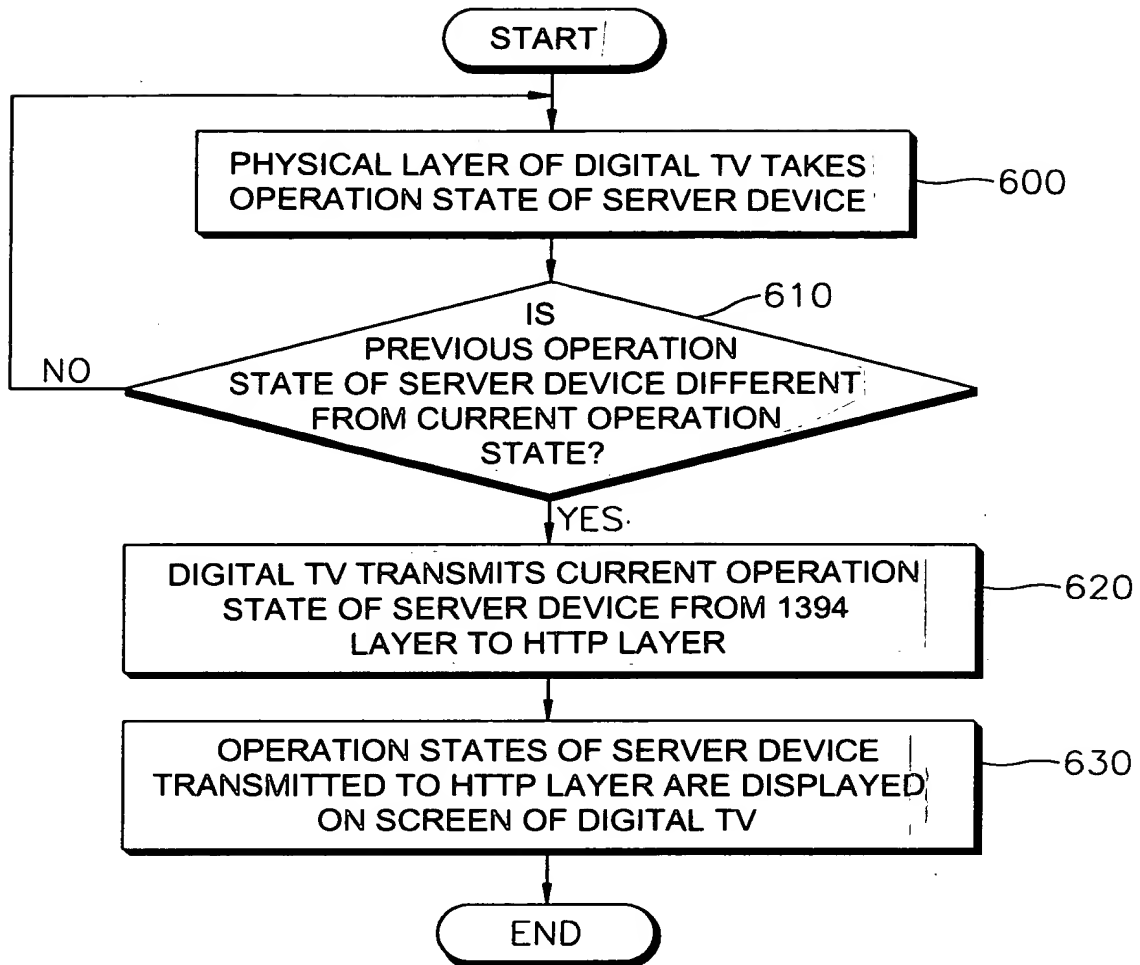 START
PHYSICAL LAYER OF DIGITAL TV TAKES
OPERATION STATE OF SERVER DEVICE
600
610
IS
PREVIOUS OPERATION
STATE OF SERVER DEVICE DIFFERENT
FROM CURRENT OPERATION
STATE?
NO
YES
DIGITAL TV TRANSMITS CURRENT OPERATION
STATE OF SERVER DEVICE FROM 1394
LAYER TO HTTP LAYER
620
OPERATION STATES OF SERVER DEVICE
TRANSMITTED TO HTTP LAYER ARE DISPLAYED
ON SCREEN OF DIGITAL TV
630
END